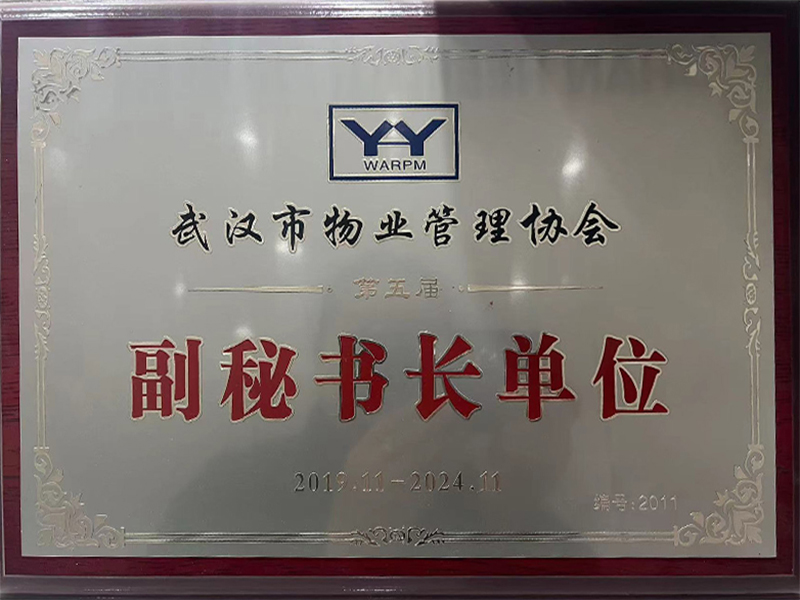 WARPM
武汉市物业管理协会
第五届
副秘书长单位
2019.11-2024.11
编号:2011